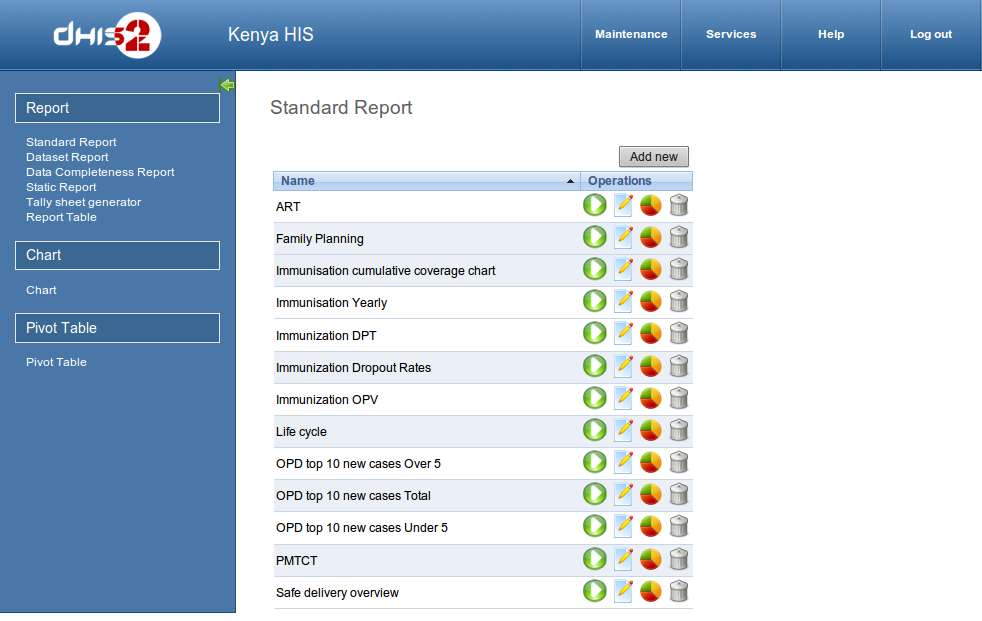 dHIS2
Kenya HIS
Maintenance
Services
Help
Log out
Report
Standard Report
Dataset Report
Data Completeness Report
Static Report
Tally sheet generator
Report Table
Chart
Chart
Pivot Table
Pivot Table
Standard Report
Add new
Name Operations
ART
Family Planning
Immunisation cumulative coverage chart
Immunisation Yearly
Immunization DPT
Immunization Dropout Rates
Immunization OPV
Life cycle
OPD top 10 new cases Over 5
OPD top 10 new cases Total
OPD top 10 new cases Under 5
PMTCT
Safe delivery overview